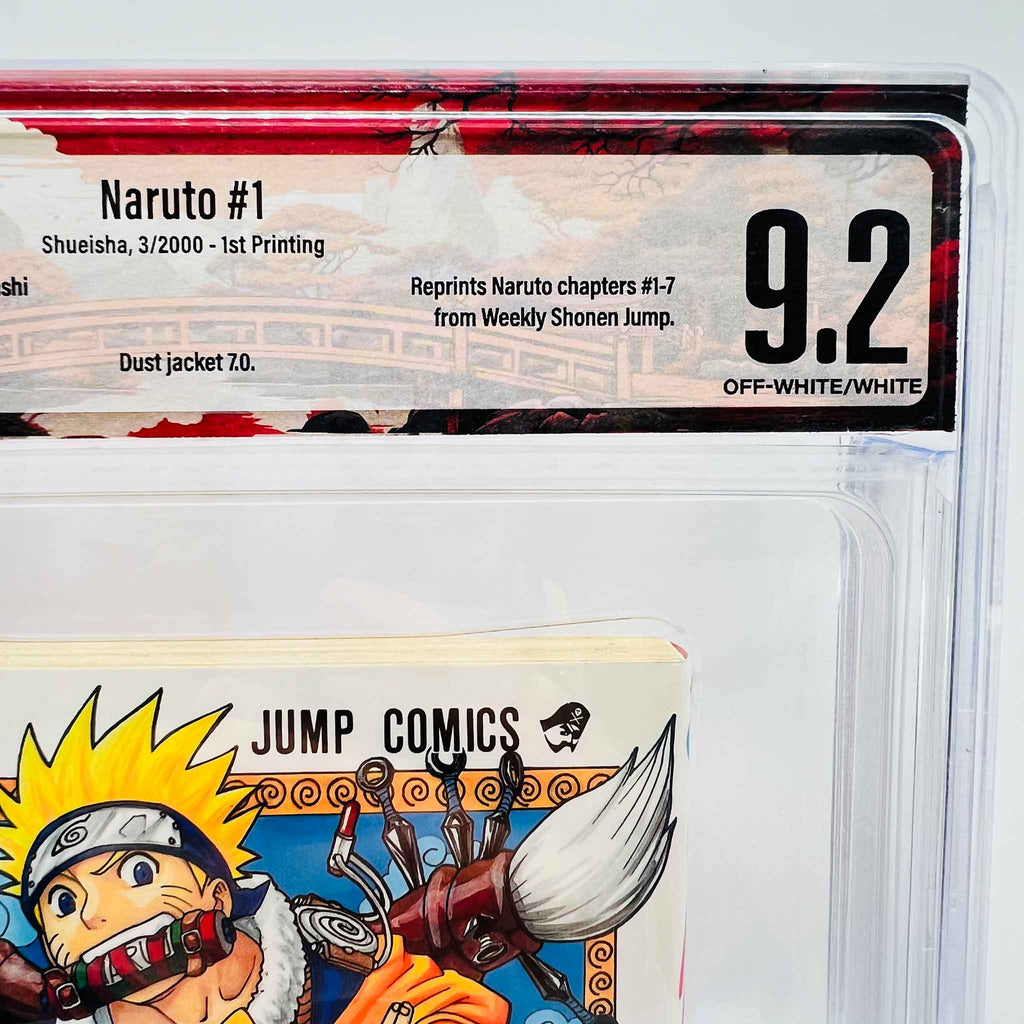 Naruto #1
Shueisha, 3/2000 - 1st Printing
shi
Reprints Naruto chapters #1-7
from Weekly Shonen Jump.
Dust jacket 7.0.
9.2
OFF-WHITE/WHITE
JUMP COMICS